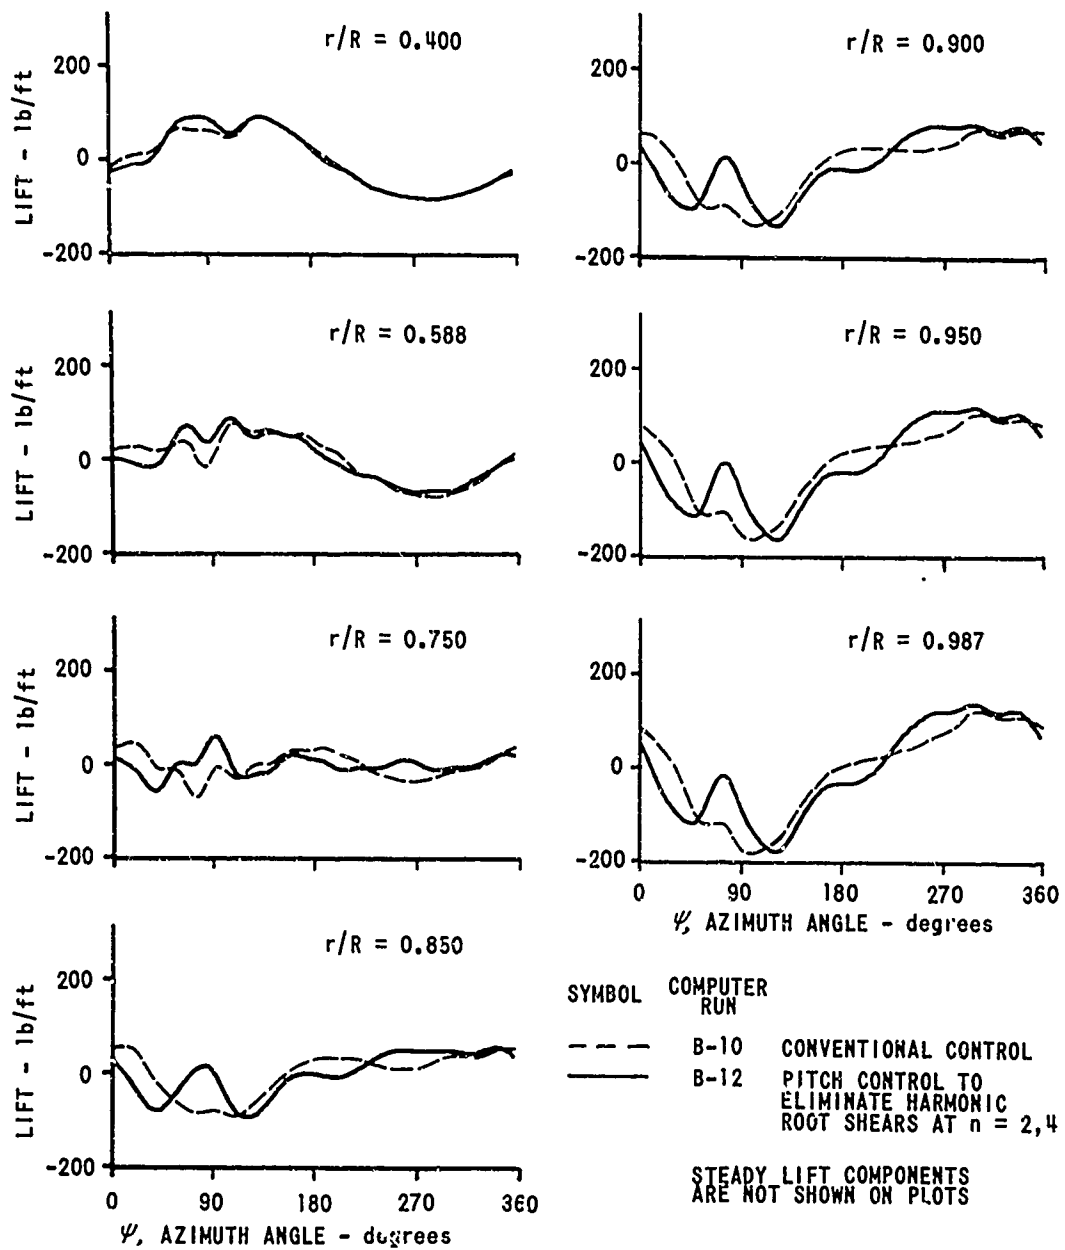 r/R = 0.400
LIFT - lb/ft
200
0
-200
r/R = 0.588
LIFT - lb/ft
200
0
-200
r/R = 0.750
LIFT - lb/ft
200
0
-200
r/R = 0.850
LIFT - lb/ft
200
0
-200
0 90 180 270 360
Ψ, AZIMUTH ANGLE - degrees
r/R = 0.900
200
0
-200
r/R = 0.950
200
0
-200
r/R = 0.987
200
0
-200
0 90 180 270 360
Ψ, AZIMUTH ANGLE - degrees
SYMBOL COMPUTER
RUN
B-10 CONVENTIONAL CONTROL
B-12 PITCH CONTROL TO
ELIMINATE HARMONIC
ROOT SHEARS AT n = 2,4
STEADY LIFT COMPONENTS
ARE NOT SHOWN ON PLOTS